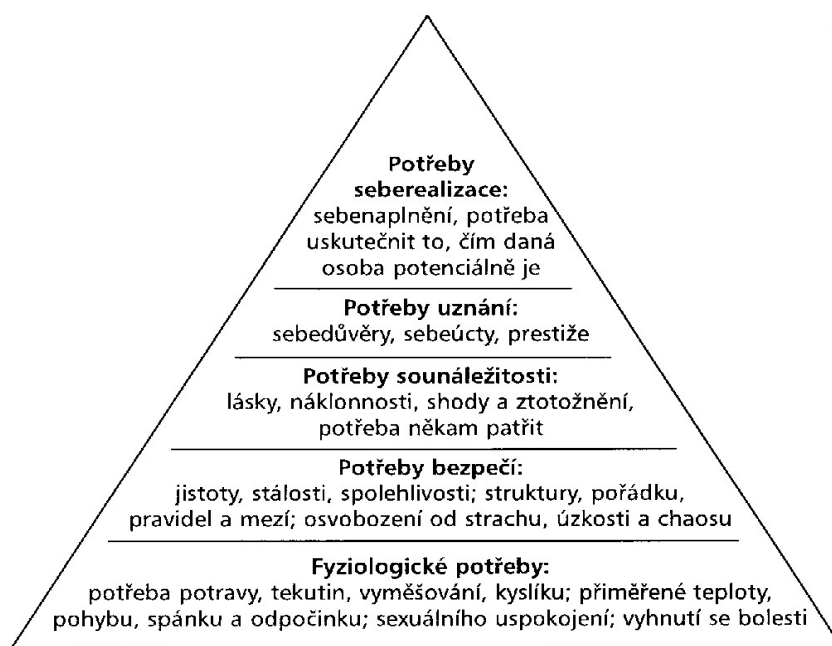 Potřeby
seberealizace:
sebenaplnění, potřeba
uskutečnit to, čím daná
osoba potenciálně je
Potřeby uznání:
sebedůvěry, sebeúcty, prestiže
Potřeby sounáležitosti:
lásky, náklonnosti, shody a ztotožnění,
potřeba někam patřit
Potřeby bezpečí:
jistoty, stálosti, spolehlivosti; struktury, pořádku,
pravidel a mezí; osvobození od strachu, úzkosti a chaosu
Fyziologické potřeby:
potřeba potravy, tekutin, vyměšování, kyslíku; přiměřené teploty,
pohybu, spánku a odpočinku; sexuálního uspokojení; vyhnutí se bolesti